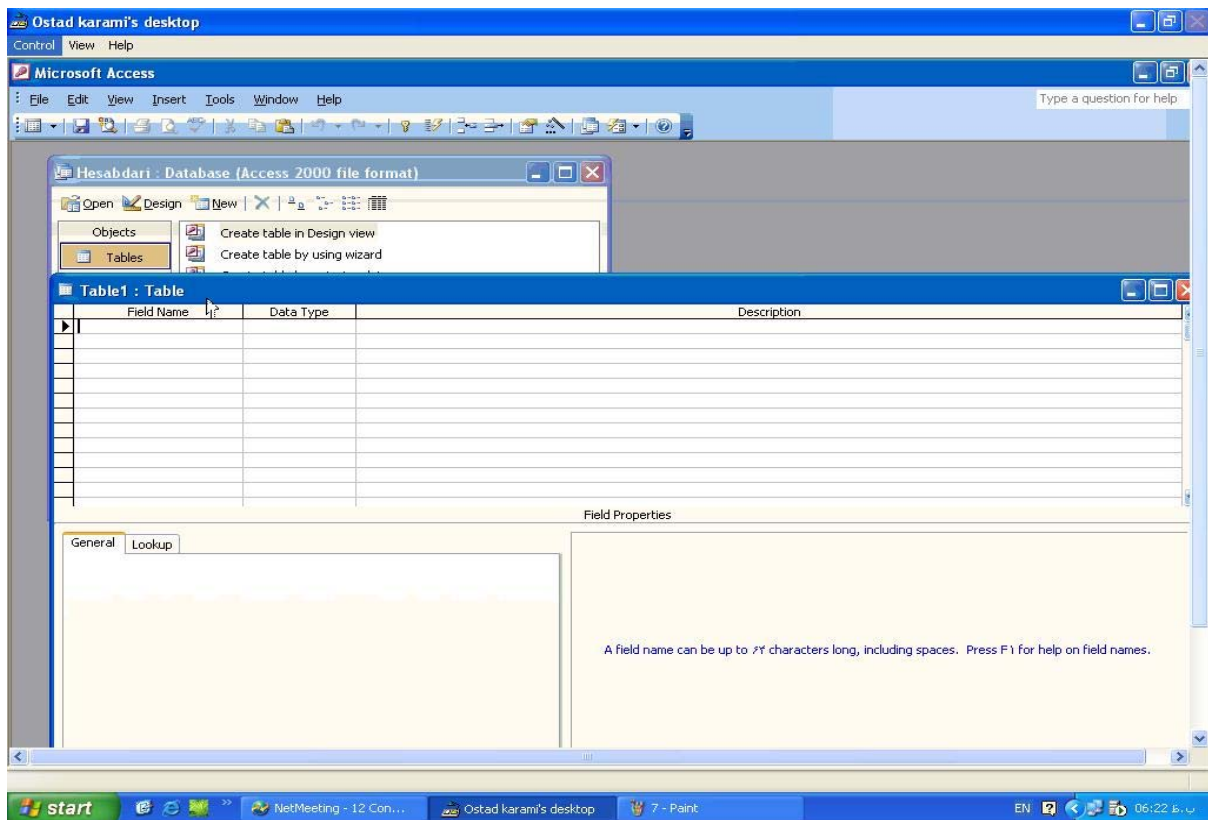 Ostad karami's desktop
Control View Help
Microsoft Access
File Edit View Insert Tools Window Help
Type a question for help
Hesabdari : Database (Access 2000 file format)
Open Design New
Objects
Create table in Design view
Tables
Create table by using wizard
Table1 : Table
Field Name Data Type Description
Field Properties
General Lookup
A field name can be up to ۶۴ characters long, including spaces. Press F۱ for help on field names.
start NetMeeting - 12 Con... Ostad karami's desktop 7 - Paint EN 06:22 ب.ظ